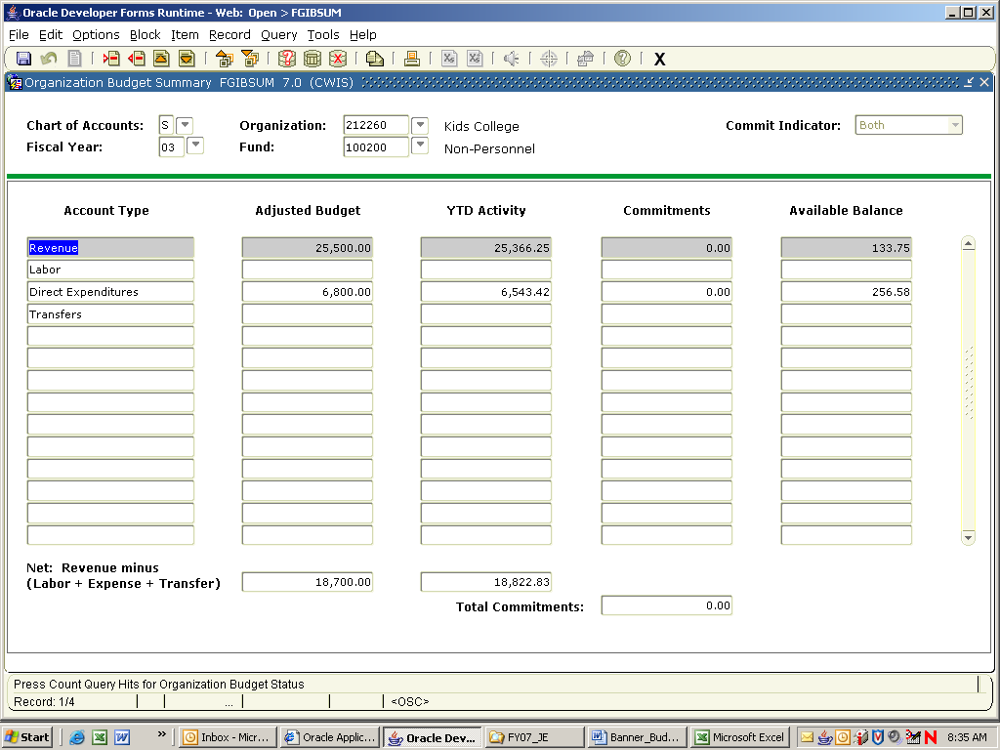 Oracle Developer Forms Runtime - Web: Open > FGIBSUM
File Edit Options Block Item Record Query Tools Help
Organization Budget Summary FGIBSUM 7.0 (CWIS)
Chart of Accounts: S Organization: 212260 Kids College Commit Indicator: Both
Fiscal Year: 03 Fund: 100200 Non-Personnel
Account Type Adjusted Budget YTD Activity Commitments Available Balance
Revenue 25,500.00 25,366.25 0.00 133.75
Labor
Direct Expenditures 6,800.00 6,543.42 0.00 256.58
Transfers
Net: Revenue minus
(Labor + Expense + Transfer) 18,700.00 18,822.83
Total Commitments: 0.00
Press Count Query Hits for Organization Budget Status
Record: 1/4 ... <OSC>
Start » Inbox - Micr... Oracle Applic... Oracle Dev... FY07_JE Banner_Bud... Microsoft Excel 8:35 AM